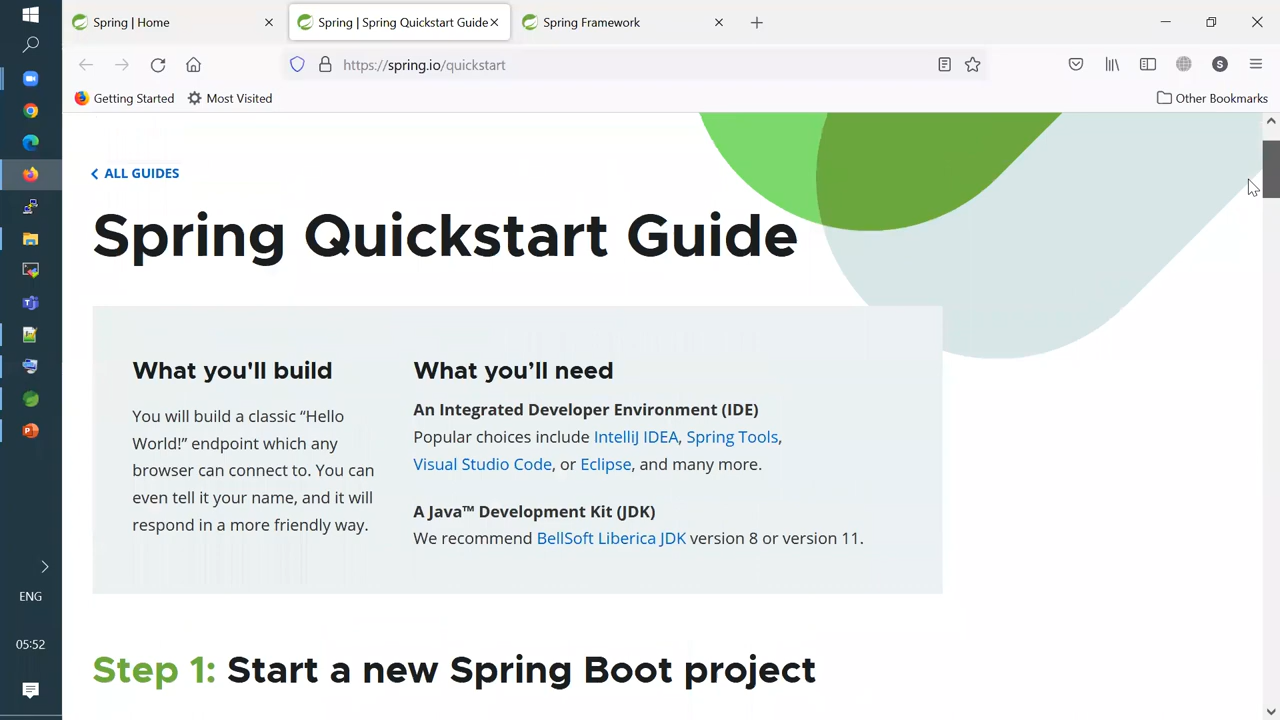 Spring | Home
Spring | Spring Quickstart Guide
Spring Framework
https://spring.io/quickstart
S
Getting Started
Most Visited
Other Bookmarks
ALL GUIDES
Spring Quickstart Guide
What you'll build
You will build a classic “Hello
World!” endpoint which any
browser can connect to. You can
even tell it your name, and it will
respond in a more friendly way.
What you’ll need
An Integrated Developer Environment (IDE)
Popular choices include IntelliJ IDEA, Spring Tools,
Visual Studio Code, or Eclipse, and many more.
A Java™ Development Kit (JDK)
We recommend BellSoft Liberica JDK version 8 or version 11.
Step 1: Start a new Spring Boot project
ENG
05:52